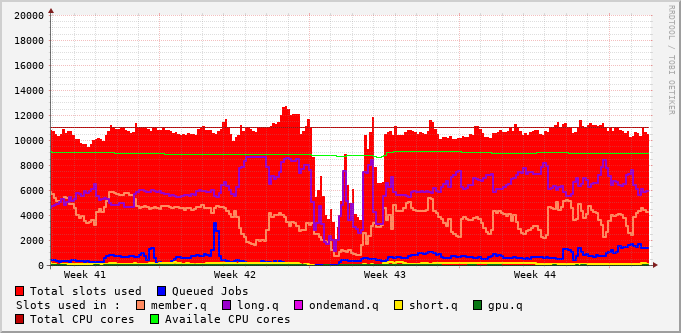 20000
18000
16000
14000
12000
10000
8000
6000
4000
2000
0
Week 41 Week 42 Week 43 Week 44
Total slots used Queued Jobs
Slots used in : member.q long.q ondemand.q short.q gpu.q
Total CPU cores Availale CPU cores
RRDTOOL / TOBI OETIKER